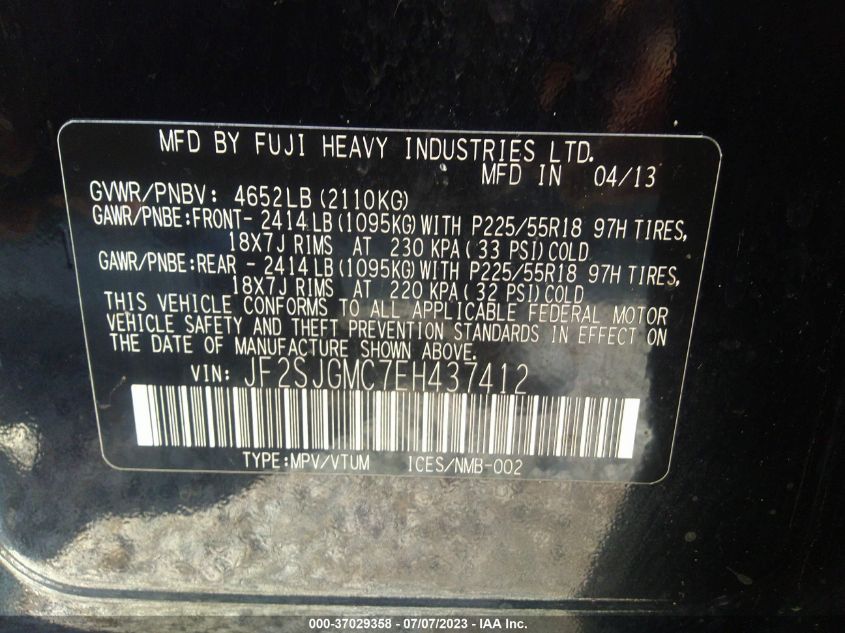 MFD BY FUJI HEAVY INDUSTRIES LTD.
MFD IN 04/13
GVWR/PNBV: 4652LB (2110KG)
GAWR/PNBE:FRONT- 2414LB(1095KG) WITH P225/55R18 97H TIRES,
18X7J RIMS AT 230 KPA( 33 PSI)COLD
GAWR/PNBE:REAR - 2414LB(1095KG) WITH P225/55R18 97H TIRES,
18X7J RIMS AT 220 KPA( 32 PSI)COLD
THIS VEHICLE CONFORMS TO ALL APPLICABLE FEDERAL MOTOR
VEHICLE SAFETY AND THEFT PREVENTION STANDARDS IN EFFECT ON
THE DATE OF MANUFACTURE SHOWN ABOVE.
VIN: JF2SJGMC7EH437412
TYPE:MPV/VTUM ICES/NMB-002
000-37029358 - 07/07/2023 - IAA Inc.